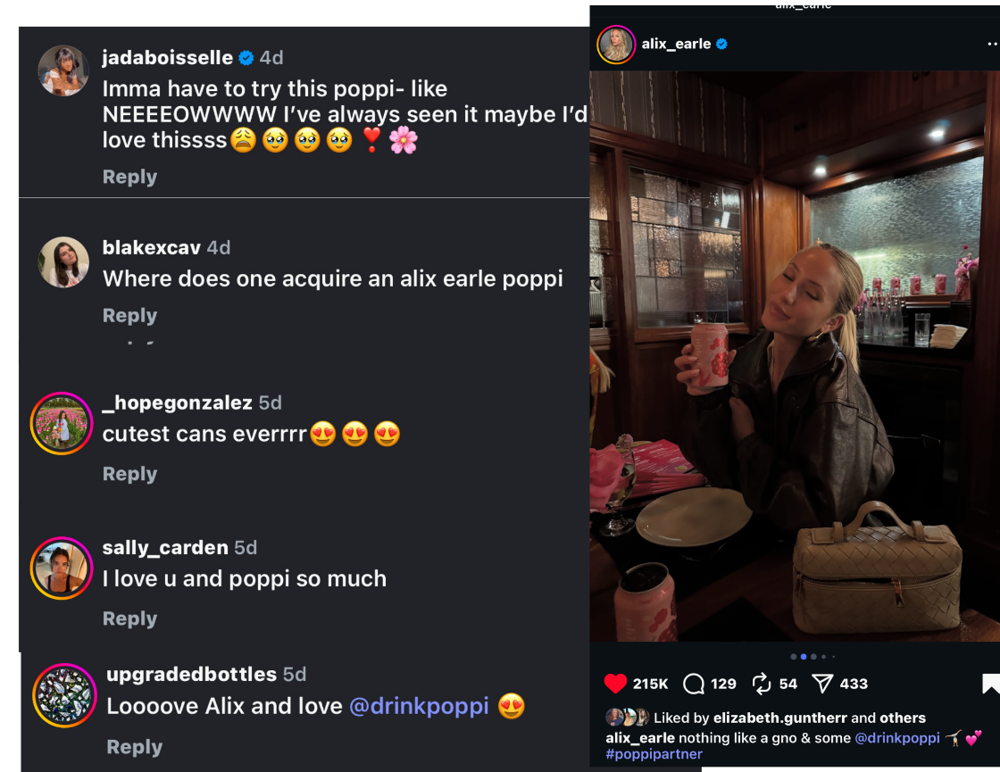 jadaboisselle 4d
Imma have to try this poppi- like
NEEEEOWWWW I’ve always seen it maybe I’d
love thissss😩🥹🥹🥹❣️🌸
Reply
blakexcav 4d
Where does one acquire an alix earle poppi
Reply
_hopegonzalez 5d
cutest cans everrrr😍😍😍
Reply
sally_carden 5d
I love u and poppi so much
Reply
upgradedbottles 5d
Loooove Alix and love @drinkpoppi 😍
Reply
alix_earle
alix_earle
215K 129 54 433
Liked by elizabeth.guntherr and others
alix_earle nothing like a gno & some @drinkpoppi 🤸🏻‍♀️💕
#poppipartner